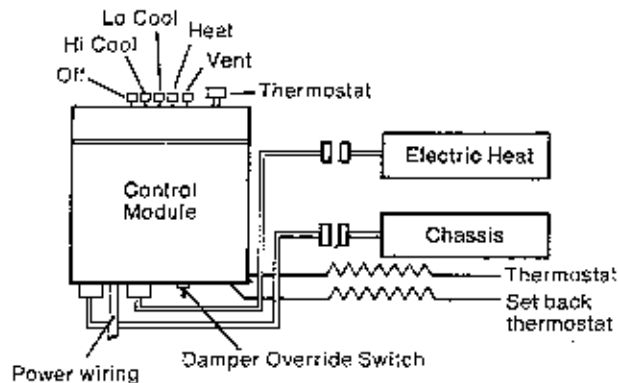 Lo Cool
Hi Cool
Heat
Off
Vent
Thermostat
Electric Heat
Control
Module
Chassis
Thermostat
Set back
thermostat
Damper Override Switch
Power wiring